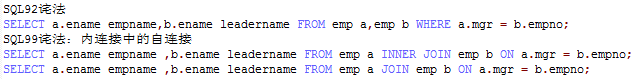 SQL92语法
SELECT a.ename empname,b.ename leadername FROM emp a,emp b WHERE a.mgr = b.empno;
SQL99语法：内连接中的自连接
SELECT a.ename empname ,b.ename leadername FROM emp a INNER JOIN emp b ON a.mgr = b.empno;
SELECT a.ename empname ,b.ename leadername FROM emp a JOIN emp b ON a.mgr = b.empno;